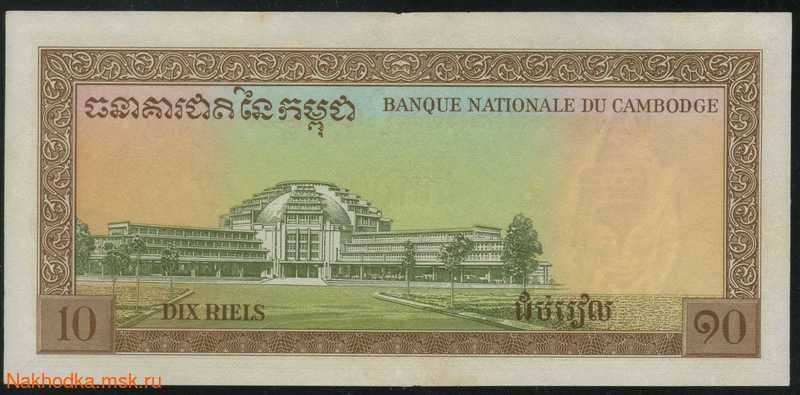 ធនាគារជាតិនៃកម្ពុជា
BANQUE NATIONALE DU CAMBODGE
DIX RIELS
ដប់រៀល
10
១០
Nakhodka.msk.ru